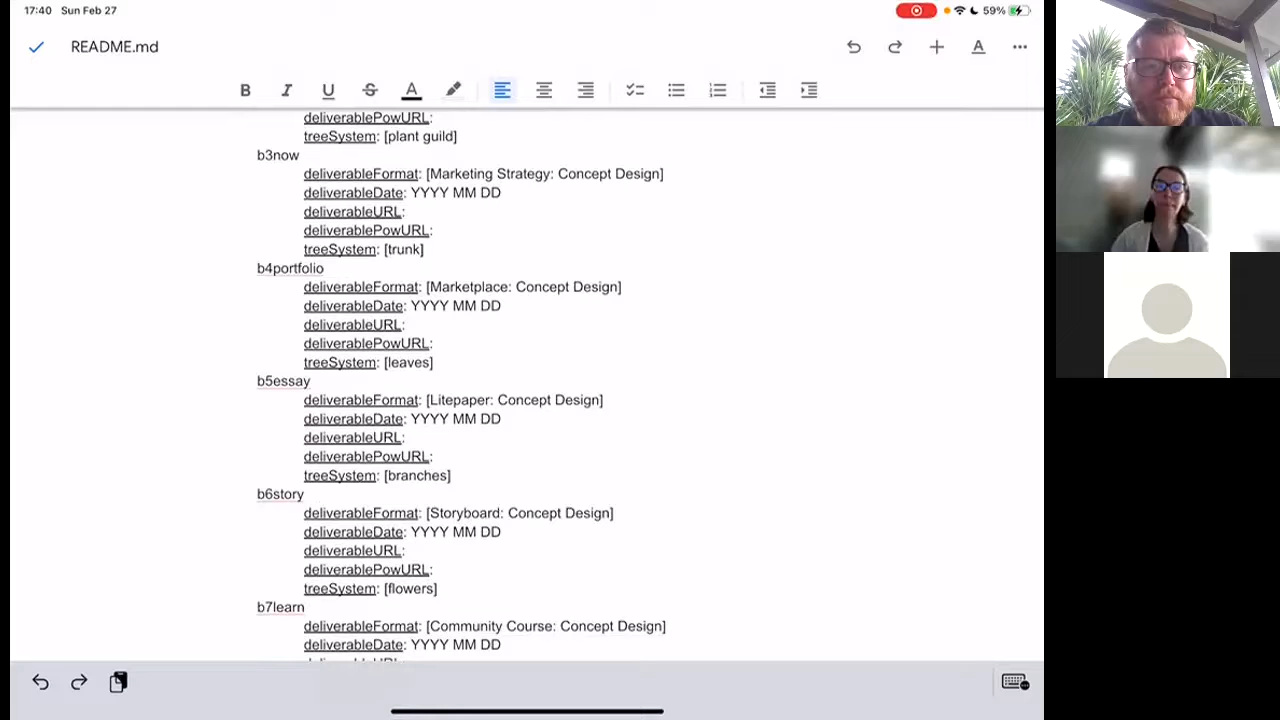 17:40 Sun Feb 27 59%
README.md
B I U S A
deliverablePowURL:
treeSystem: [plant guild]
b3now
deliverableFormat: [Marketing Strategy: Concept Design]
deliverableDate: YYYY MM DD
deliverableURL:
deliverablePowURL:
treeSystem: [trunk]
b4portfolio
deliverableFormat: [Marketplace: Concept Design]
deliverableDate: YYYY MM DD
deliverableURL:
deliverablePowURL:
treeSystem: [leaves]
b5essay
deliverableFormat: [Litepaper: Concept Design]
deliverableDate: YYYY MM DD
deliverableURL:
deliverablePowURL:
treeSystem: [branches]
b6story
deliverableFormat: [Storyboard: Concept Design]
deliverableDate: YYYY MM DD
deliverableURL:
deliverablePowURL:
treeSystem: [flowers]
b7learn
deliverableFormat: [Community Course: Concept Design]
deliverableDate: YYYY MM DD